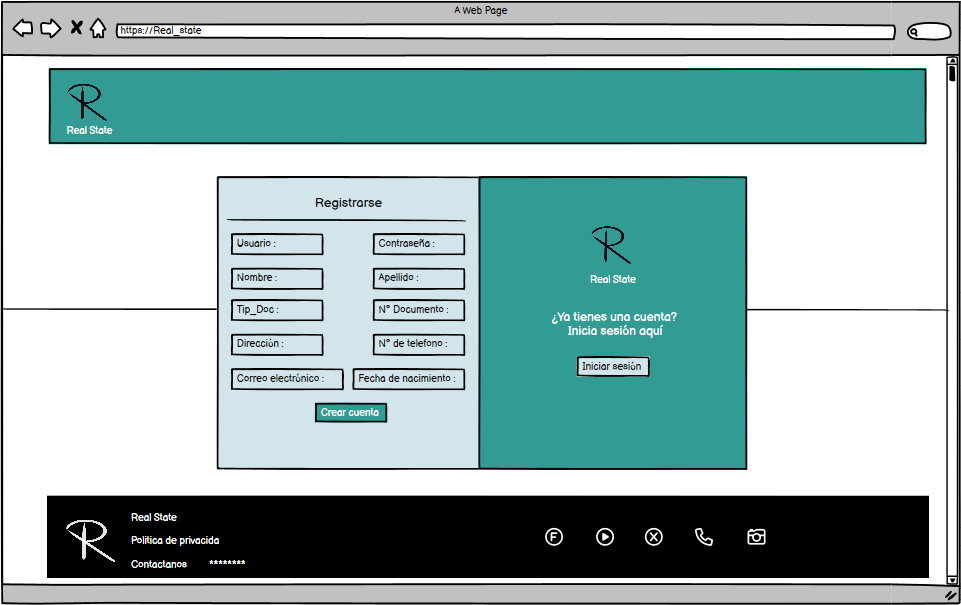 A Web Page
https://Real_state
Real State
Registrarse
Usuario :
Contraseña :
Nombre :
Apellido :
Tip_Doc :
N° Documento :
Dirección :
N° de telefono :
Correo electrónico :
Fecha de nacimiento :
Crear cuenta
Real State
¿Ya tienes una cuenta?
Inicia sesión aquí
Iniciar sesión
Real State
Politica de privacida
Contactanos ********